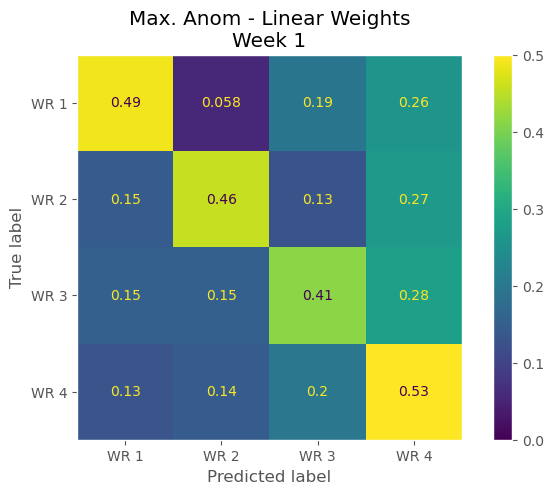 Max. Anom - Linear Weights
Week 1
True label
WR 1 0.49 0.058 0.19 0.26
WR 2 0.15 0.46 0.13 0.27
WR 3 0.15 0.15 0.41 0.28
WR 4 0.13 0.14 0.2 0.53
WR 1 WR 2 WR 3 WR 4
Predicted label
0.5
0.4
0.3
0.2
0.1
0.0